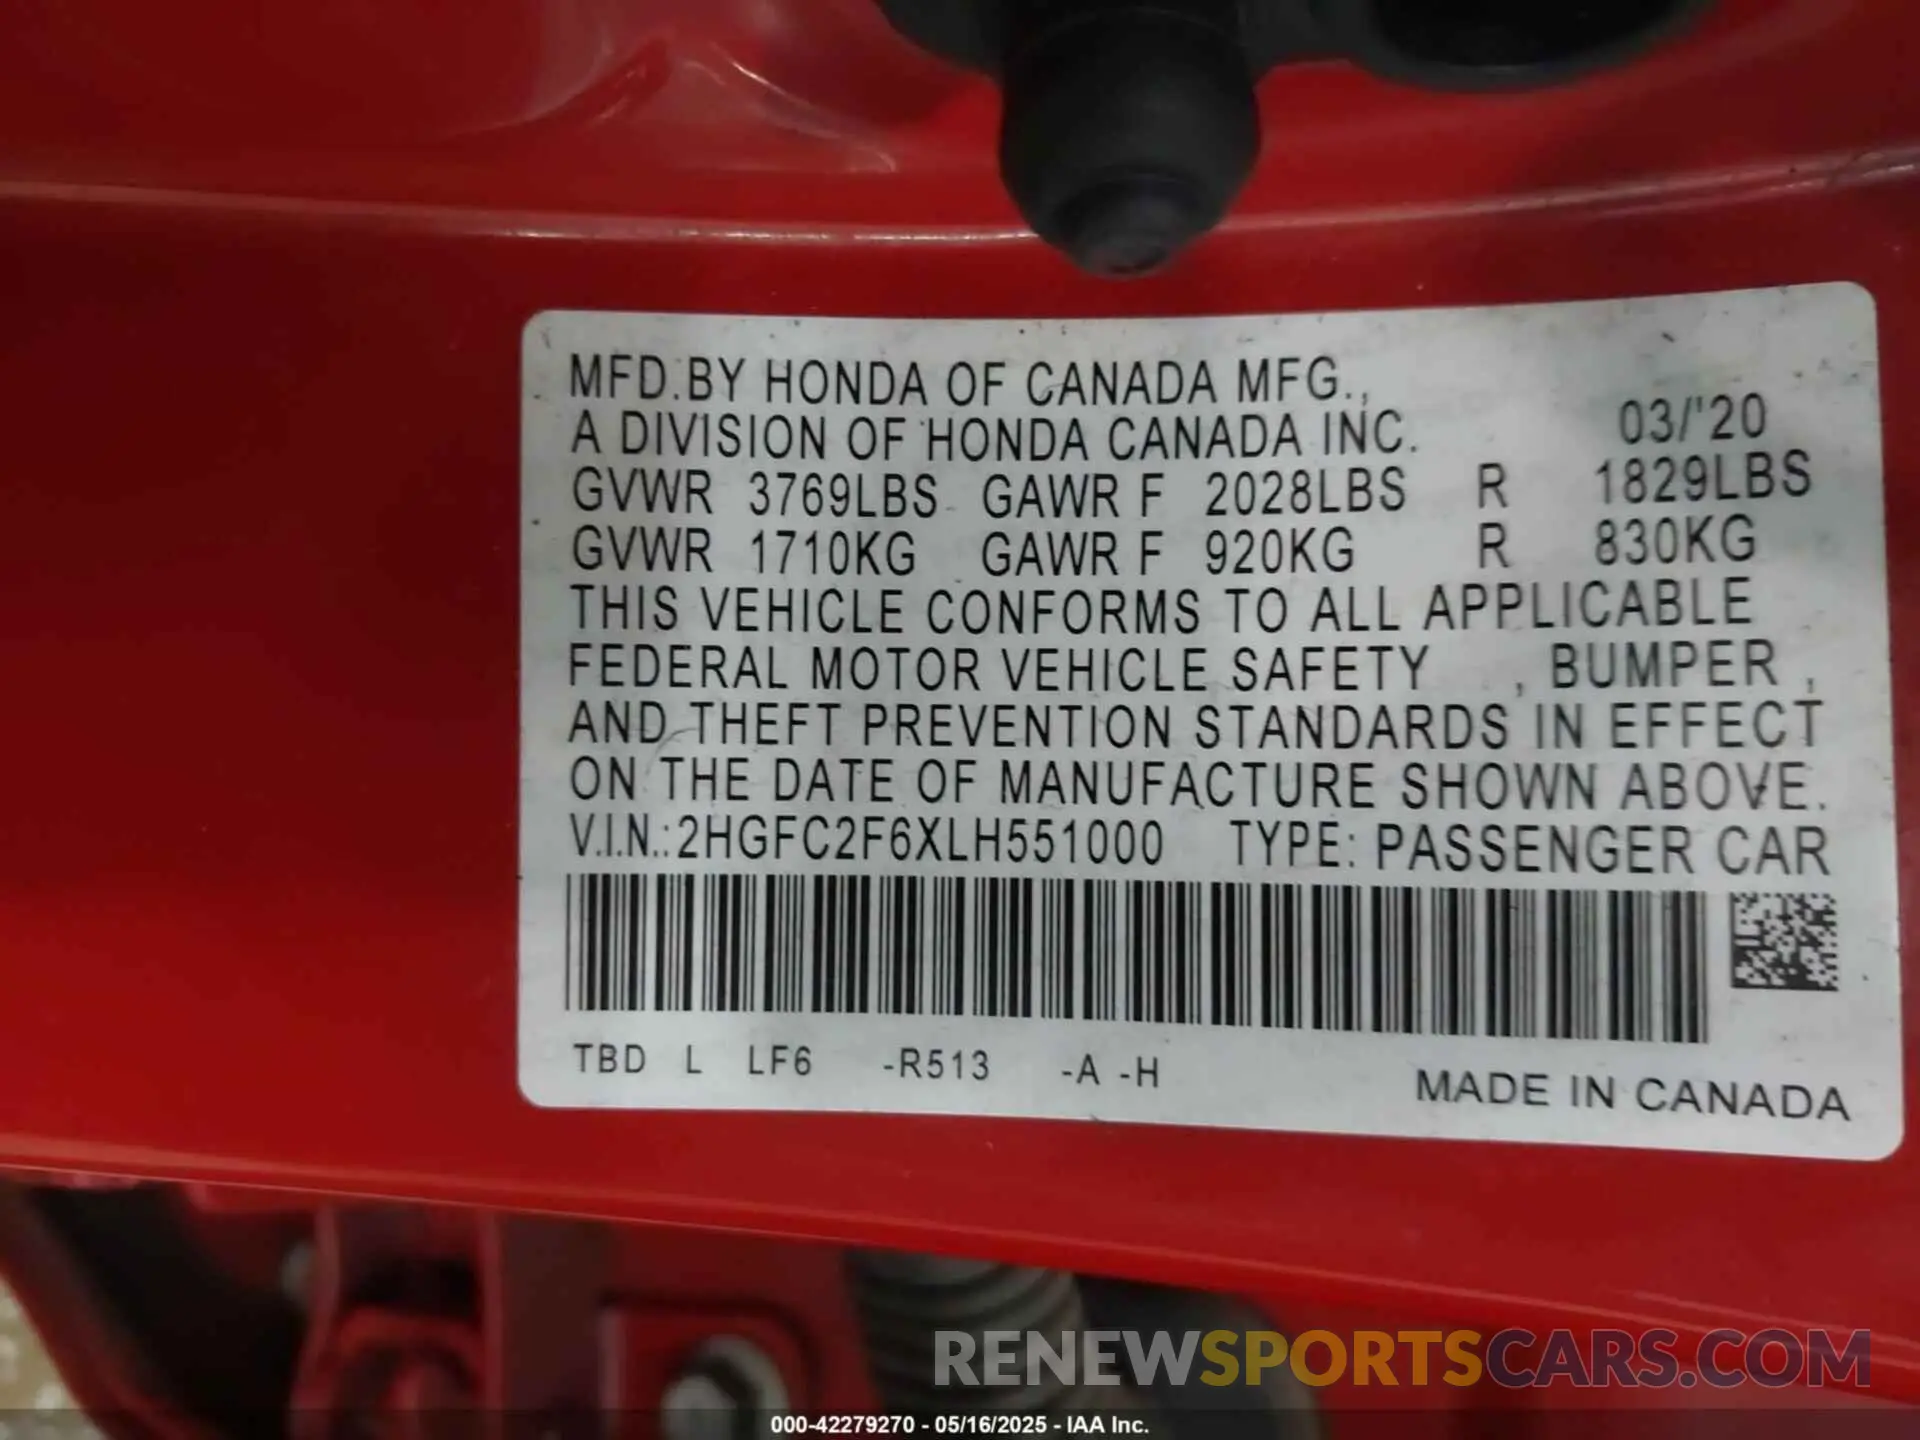 MFD.BY HONDA OF CANADA MFG.,
A DIVISION OF HONDA CANADA INC. 03/'20
GVWR 3769LBS GAWR F 2028LBS R 1829LBS
GVWR 1710KG GAWR F 920KG R 830KG
THIS VEHICLE CONFORMS TO ALL APPLICABLE
FEDERAL MOTOR VEHICLE SAFETY , BUMPER ,
AND THEFT PREVENTION STANDARDS IN EFFECT
ON THE DATE OF MANUFACTURE SHOWN ABOVE.
V.I.N.:2HGFC2F6XLH551000 TYPE: PASSENGER CAR
TBD L LF6 -R513 -A -H
MADE IN CANADA
RENEWSPORTSCARS.COM
000-42279270 - 05/16/2025 - IAA Inc.